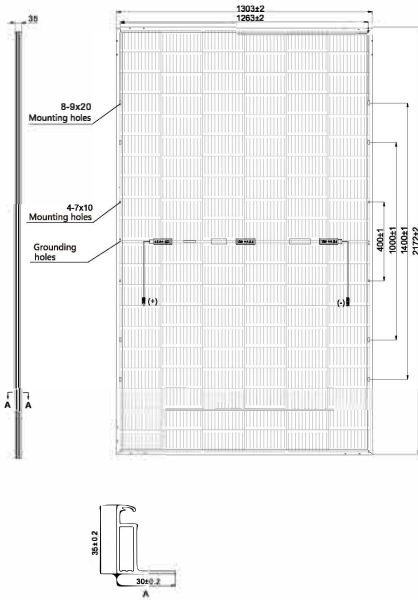 1303±2
1263±2
35
8-9x20
Mounting holes
4-7x10
Mounting holes
Grounding
holes
(+)
(-)
400±1
1000±1
1400±1
2172±2
A A
35±0.2
30±0.2
A